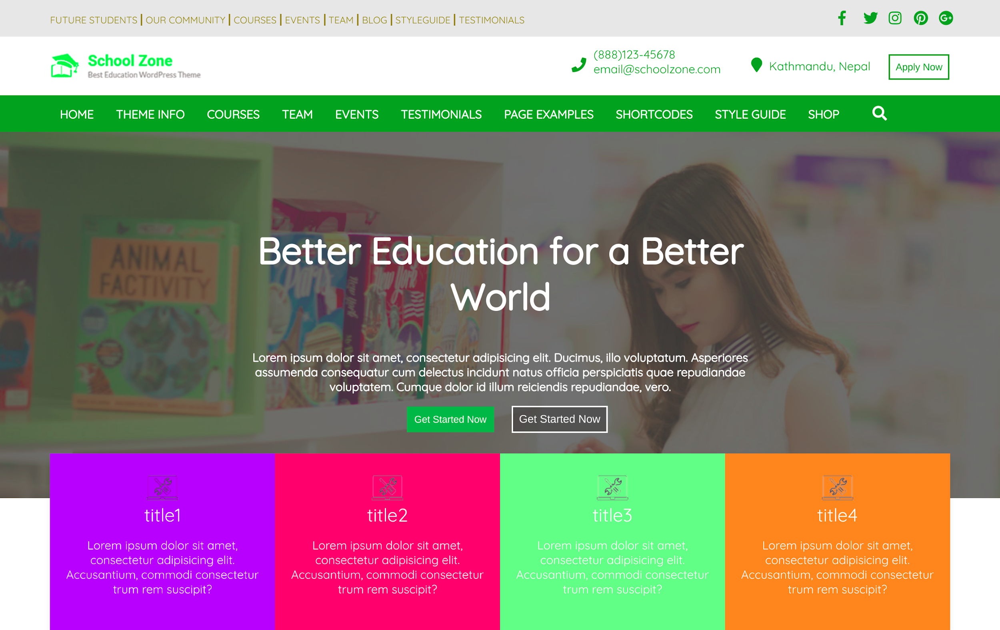 FUTURE STUDENTS | OUR COMMUNITY | COURSES | EVENTS | TEAM | BLOG | STYLEGUIDE | TESTIMONIALS
School Zone
Best Education WordPress Theme
(888)123-45678
email@schoolzone.com
Kathmandu, Nepal
Apply Now
HOME THEME INFO COURSES TEAM EVENTS TESTIMONIALS PAGE EXAMPLES SHORTCODES STYLE GUIDE SHOP
ANIMAL
FACTIVITY
Paris
New York
New York
Better Education for a Better
World
Lorem ipsum dolor sit amet, consectetur adipisicing elit. Ducimus, illo voluptatum. Asperiores
assumenda consequatur cum delectus incidunt natus officia perspiciatis quae repudiandae
voluptatem. Cumque dolor id illum reiciendis repudiandae, vero.
Get Started Now
Get Started Now
title1
Lorem ipsum dolor sit amet,
consectetur adipisicing elit.
Accusantium, commodi consectetur
trum rem suscipit?
title2
Lorem ipsum dolor sit amet,
consectetur adipisicing elit.
Accusantium, commodi consectetur
trum rem suscipit?
title3
Lorem ipsum dolor sit amet,
consectetur adipisicing elit.
Accusantium, commodi consectetur
trum rem suscipit?
title4
Lorem ipsum dolor sit amet,
consectetur adipisicing elit.
Accusantium, commodi consectetur
trum rem suscipit?